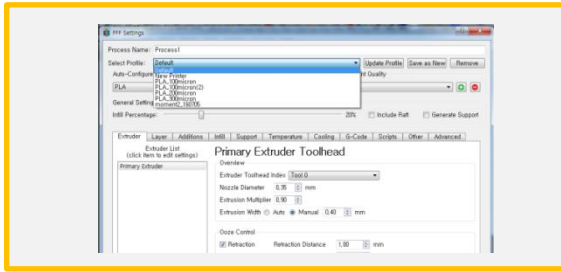 FFF Settings
Process Name: Process1
Select Profile: Default Update Profile Save as New Remove
Default
New Printer
PLA_100micron
PLA_100micron(2)
PLA_200micron
PLA_300micron
moment2_160705
Auto-Configure nt Quality
PLA
General Setting
Infill Percentage: 20% Include Raft Generate Support
Extruder Layer Additions Infill Support Temperature Cooling G-Code Scripts Other Advanced
Extruder List
(click item to edit settings)
Primary Extruder
Primary Extruder Toolhead
Overview
Extruder Toolhead Index Tool 0
Nozzle Diameter 0,35 mm
Extrusion Multiplier 0,90
Extrusion Width Auto Manual 0,40 mm
Ooze Control
Retraction Retraction Distance 1,00 mm